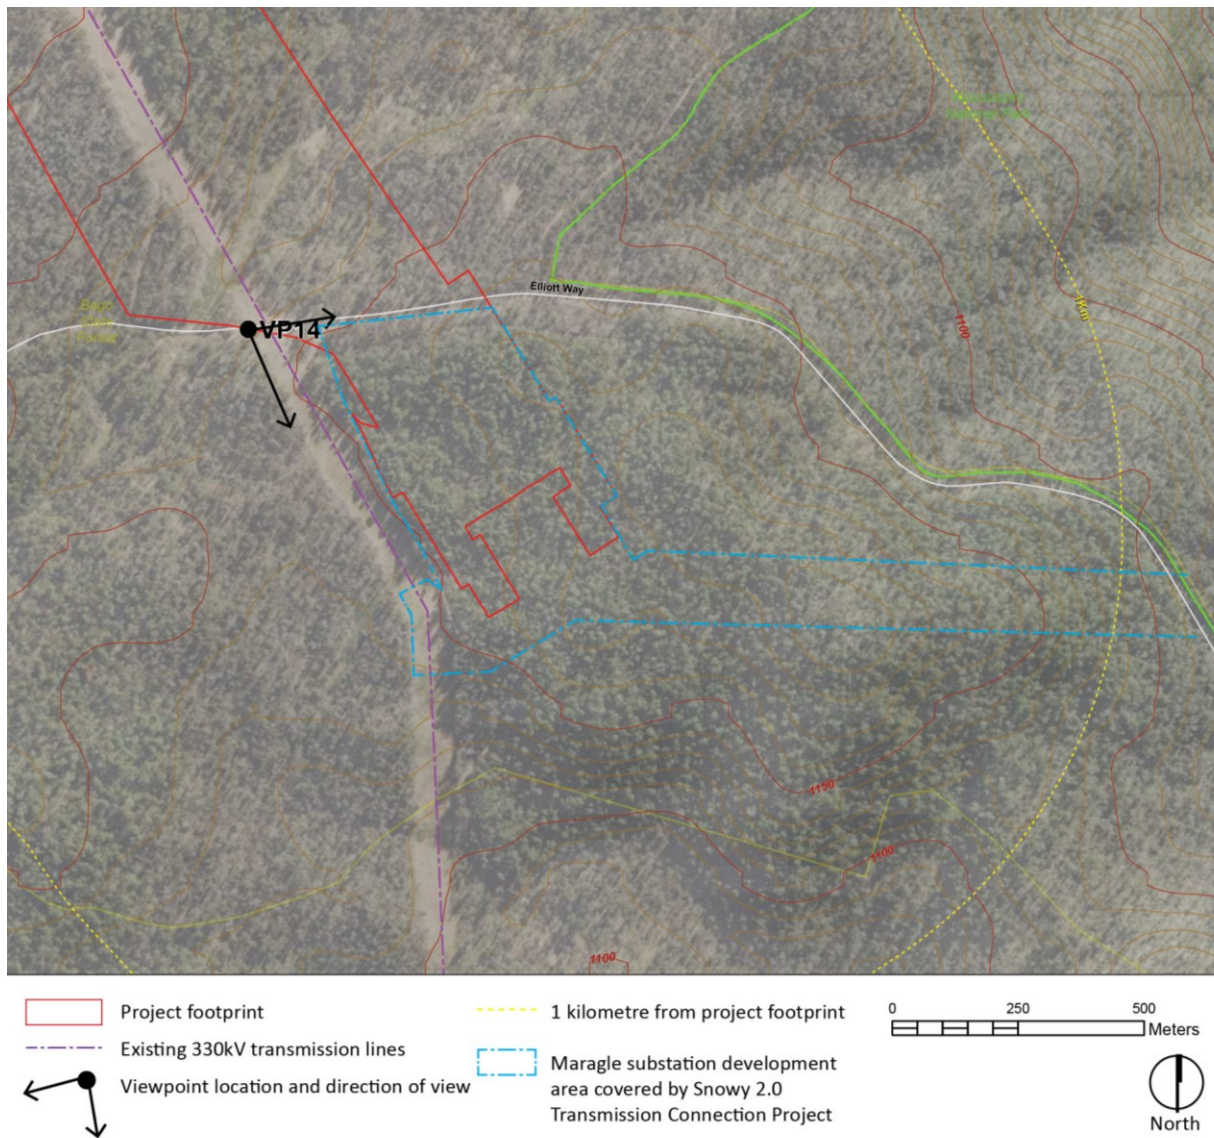 Elliott Way
VP14
1100
1Km
1150
1100
1100
Project footprint
Existing 330kV transmission lines
Viewpoint location and direction of view
1 kilometre from project footprint
Maragle substation development
area covered by Snowy 2.0
Transmission Connection Project
0 250 500
Meters
North